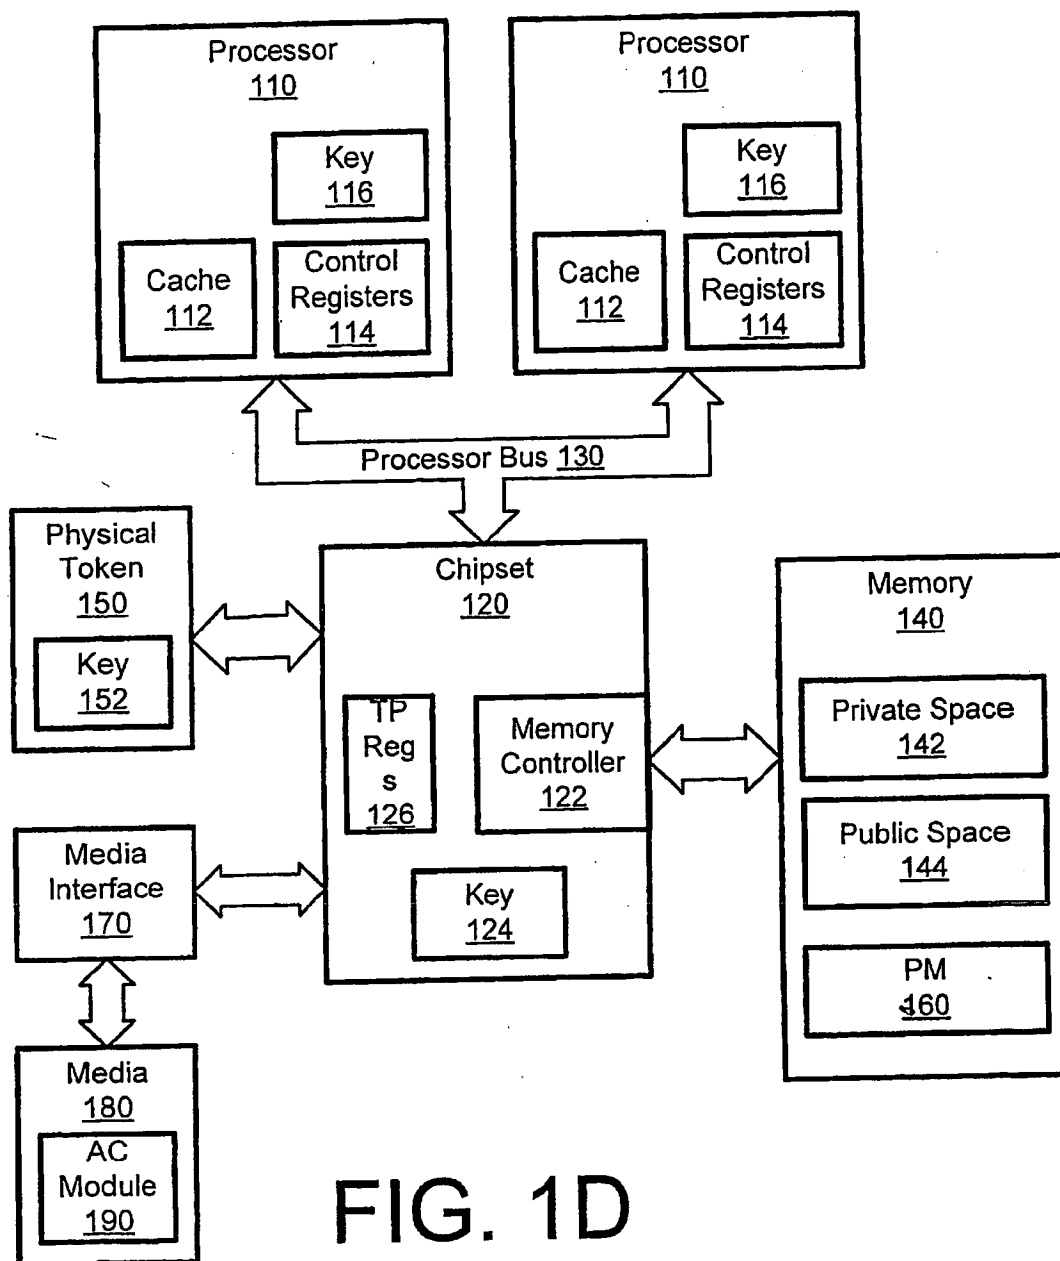 Processor
110
Key
116
Cache
112
Control
Registers
114
Processor
110
Key
116
Cache
112
Control
Registers
114
Processor Bus 130
Physical
Token
150
Key
152
Chipset
120
TP
Reg
s
126
Memory
Controller
122
Key
124
Memory
140
Private Space
142
Public Space
144
PM
160
Media
Interface
170
Media
180
AC
Module
190
FIG. 1D